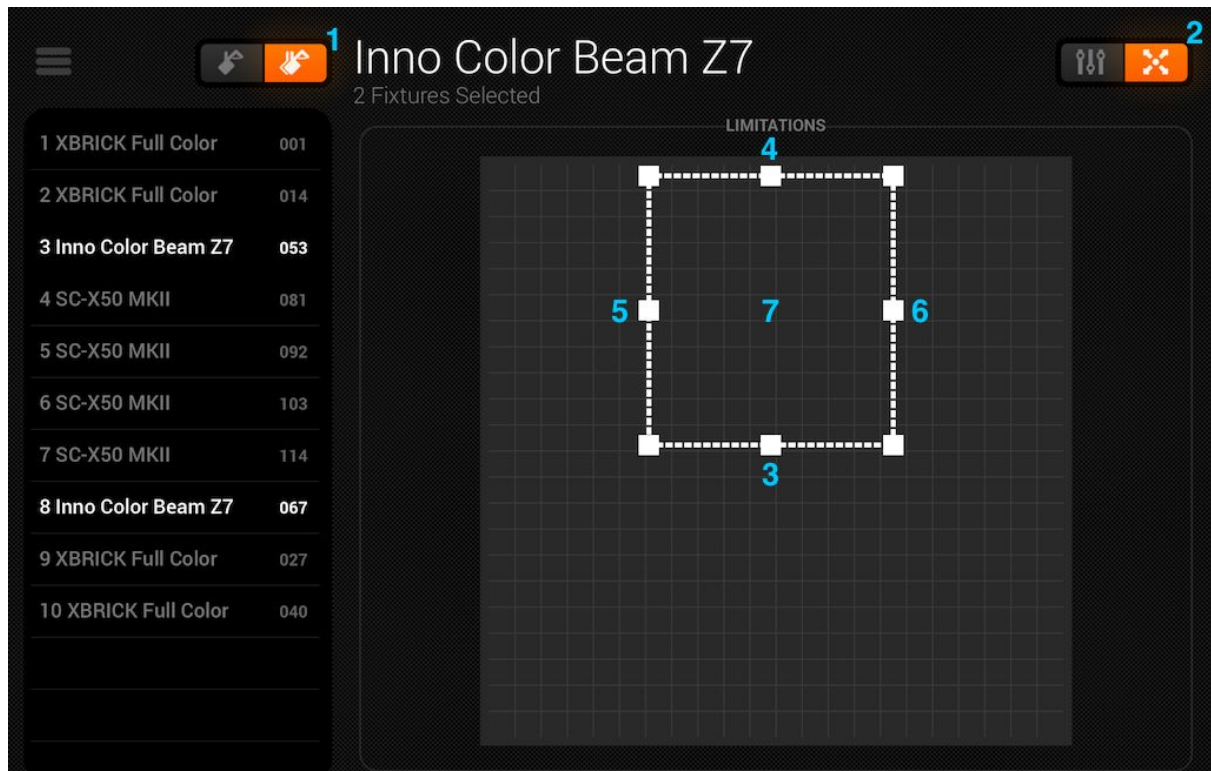 1
Inno Color Beam Z7
2
2 Fixtures Selected
1 XBRICK Full Color 001
2 XBRICK Full Color 014
3 Inno Color Beam Z7 053
4 SC-X50 MKII 081
5 SC-X50 MKII 092
6 SC-X50 MKII 103
7 SC-X50 MKII 114
8 Inno Color Beam Z7 067
9 XBRICK Full Color 027
10 XBRICK Full Color 040
LIMITATIONS
4
5
7
6
3